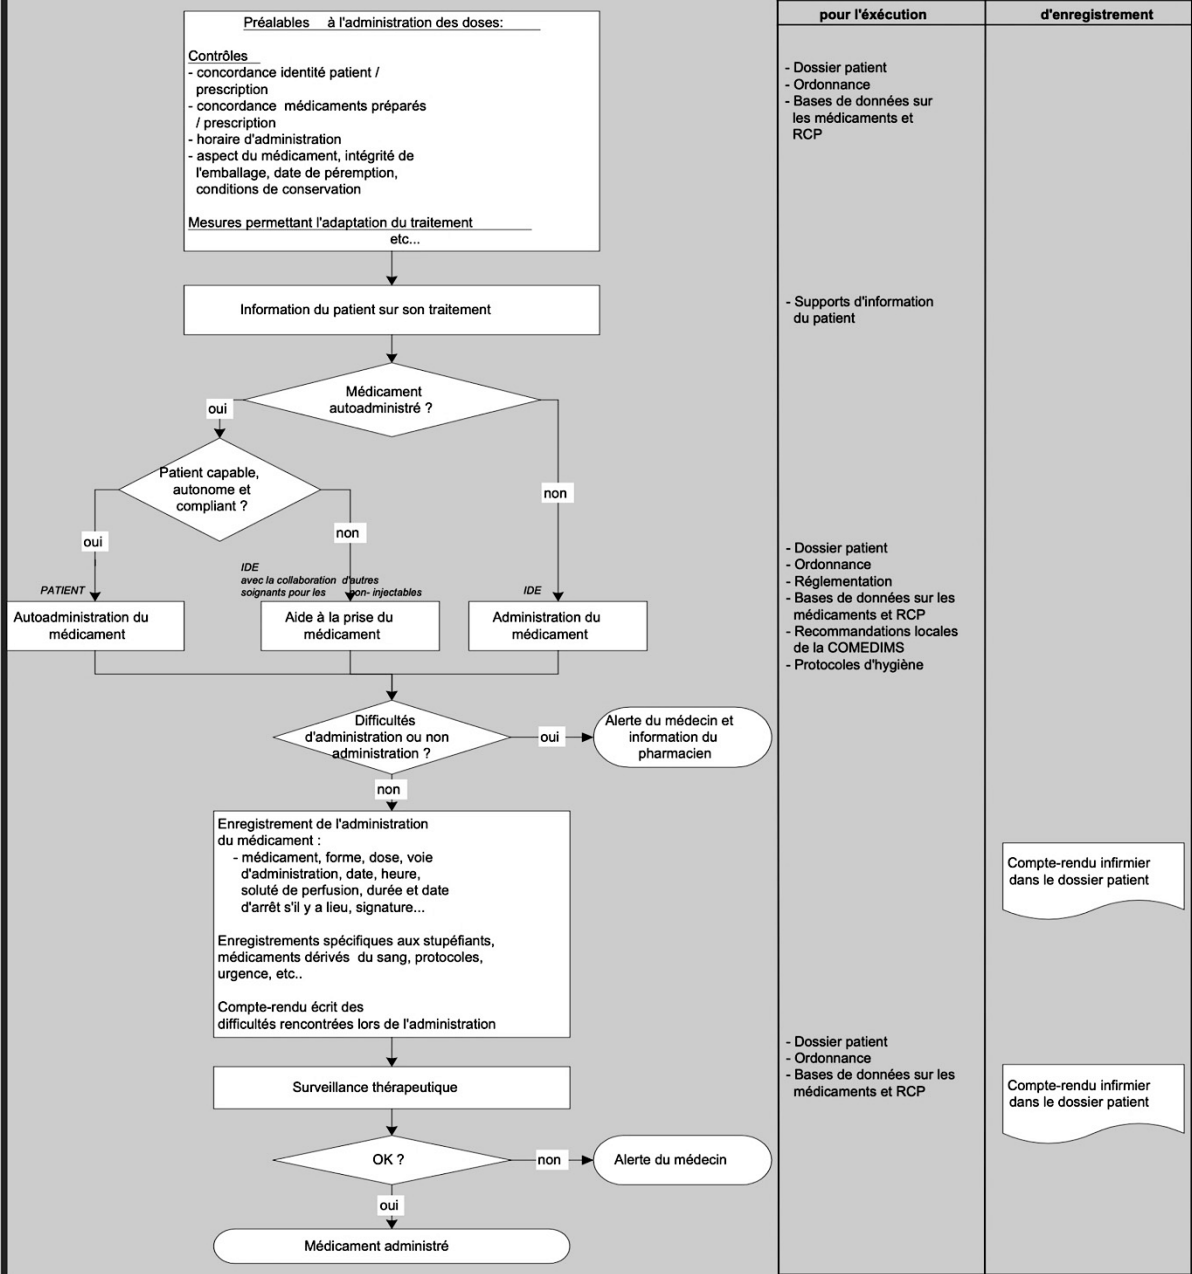 Préalables à l'administration des doses:
Contrôles
- concordance identité patient /
prescription
- concordance médicaments préparés
/ prescription
- horaire d'administration
- aspect du médicament, intégrité de
l'emballage, date de péremption,
conditions de conservation
Mesures permettant l'adaptation du traitement
etc...
pour l'éxécution
d'enregistrement
- Dossier patient
- Ordonnance
- Bases de données sur
les médicaments et
RCP
Information du patient sur son traitement
- Supports d'information
du patient
Médicament
autoadministré ?
oui
non
Patient capable,
autonome et
compliant ?
oui
non
PATIENT
Autoadministration du
médicament
IDE
avec la collaboration d'autres
soignants pour les non- injectables
Aide à la prise du
médicament
IDE
Administration du
médicament
- Dossier patient
- Ordonnance
- Réglementation
- Bases de données sur les
médicaments et RCP
- Recommandations locales
de la COMEDIMS
- Protocoles d'hygiène
Difficultés
d'administration ou non
administration ?
oui
Alerte du médecin et
information du
pharmacien
non
Enregistrement de l'administration
du médicament :
- médicament, forme, dose, voie
d'administration, date, heure,
soluté de perfusion, durée et date
d'arrêt s'il y a lieu, signature...
Enregistrements spécifiques aux stupéfiants,
médicaments dérivés du sang, protocoles,
urgence, etc..
Compte-rendu écrit des
difficultés rencontrées lors de l'administration
Compte-rendu infirmier
dans le dossier patient
Surveillance thérapeutique
- Dossier patient
- Ordonnance
- Bases de données sur les
médicaments et RCP
Compte-rendu infirmier
dans le dossier patient
OK ?
non
Alerte du médecin
oui
Médicament administré